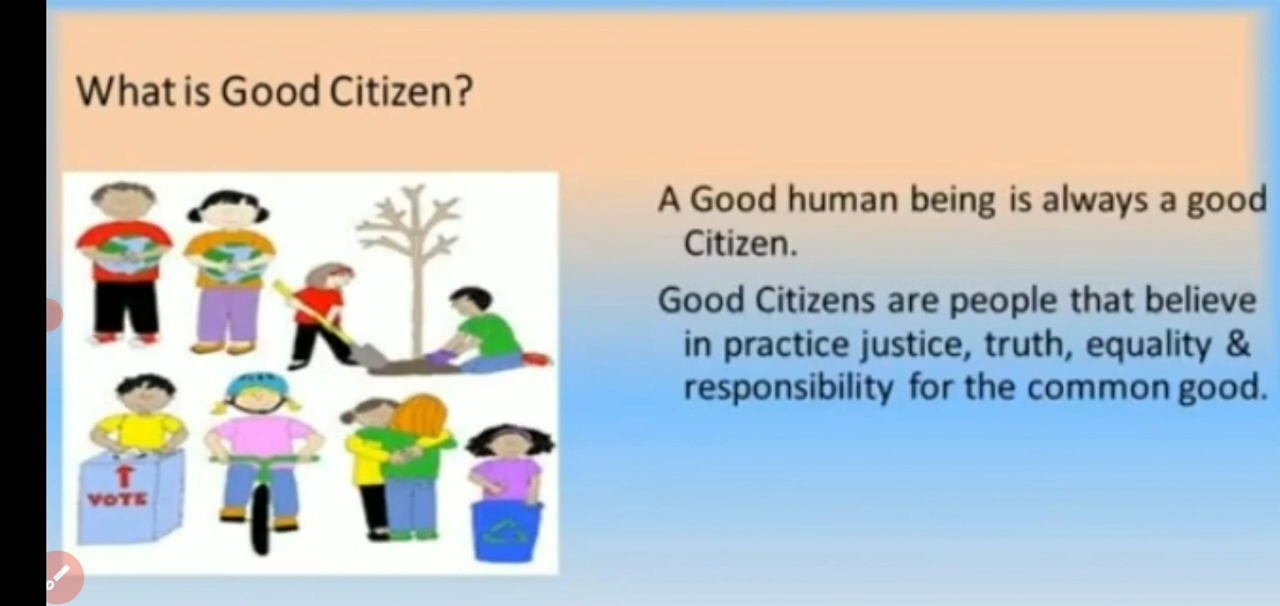 What is Good Citizen?
A Good human being is always a good
Citizen.
Good Citizens are people that believe
in practice justice, truth, equality &
responsibility for the common good.
VOTE